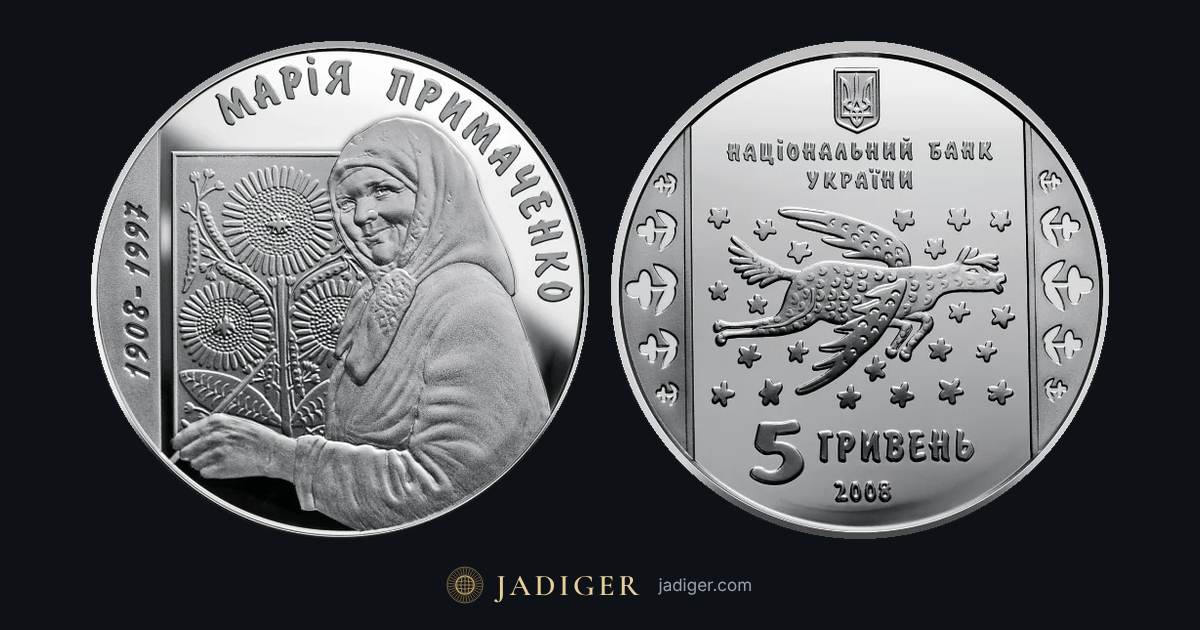 МАРіЯ ПРИМАЧЕНКО
1908-1997
НАЦіОНАЛЬНИЙ БАНК
УКРАЇНИ
5 ГРИВЕНЬ
2008
JADIGER jadiger.com